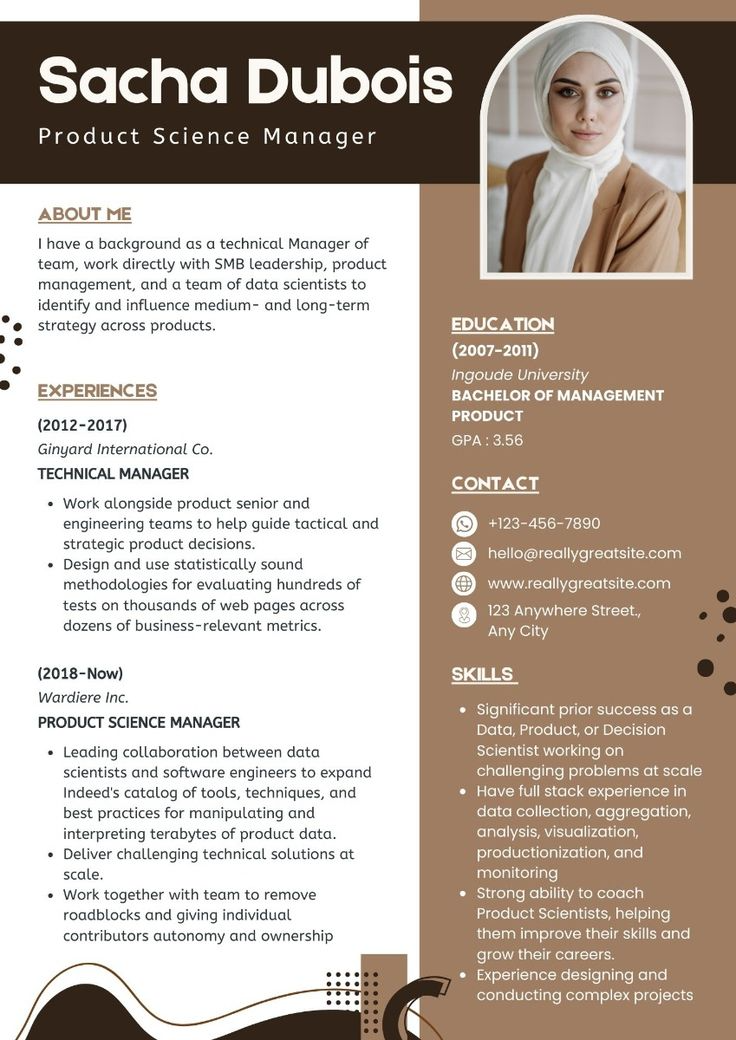 Sacha Dubois
Product Science Manager
ABOUT ME
I have a background as a technical Manager of
team, work directly with SMB leadership, product
management, and a team of data scientists to
identify and influence medium- and long-term
strategy across products.
EXPERIENCES
(2012-2017)
Ginyard International Co.
TECHNICAL MANAGER
• Work alongside product senior and
engineering teams to help guide tactical and
strategic product decisions.
• Design and use statistically sound
methodologies for evaluating hundreds of
tests on thousands of web pages across
dozens of business-relevant metrics.
(2018-Now)
Wardiere Inc.
PRODUCT SCIENCE MANAGER
• Leading collaboration between data
scientists and software engineers to expand
Indeed's catalog of tools, techniques, and
best practices for manipulating and
interpreting terabytes of product data.
• Deliver challenging technical solutions at
scale.
• Work together with team to remove
roadblocks and giving individual
contributors autonomy and ownership
EDUCATION
(2007-2011)
Ingoude University
BACHELOR OF MANAGEMENT
PRODUCT
GPA : 3.56
CONTACT
+123-456-7890
hello@reallygreatsite.com
www.reallygreatsite.com
123 Anywhere Street.,
Any City
SKILLS
• Significant prior success as a
Data, Product, or Decision
Scientist working on
challenging problems at scale
• Have full stack experience in
data collection, aggregation,
analysis, visualization,
productionization, and
monitoring
• Strong ability to coach
Product Scientists, helping
them improve their skills and
grow their careers.
• Experience designing and
conducting complex projects